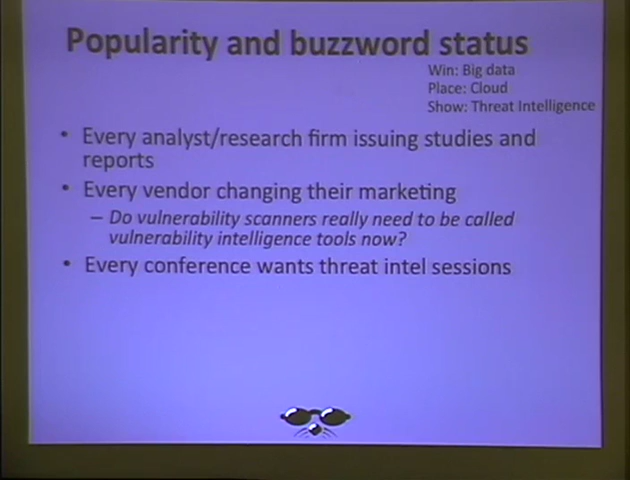 Popularity and buzzword status
Win: Big data
Place: Cloud
Show: Threat Intelligence
• Every analyst/research firm issuing studies and
reports
• Every vendor changing their marketing
– Do vulnerability scanners really need to be called
vulnerability intelligence tools now?
• Every conference wants threat intel sessions